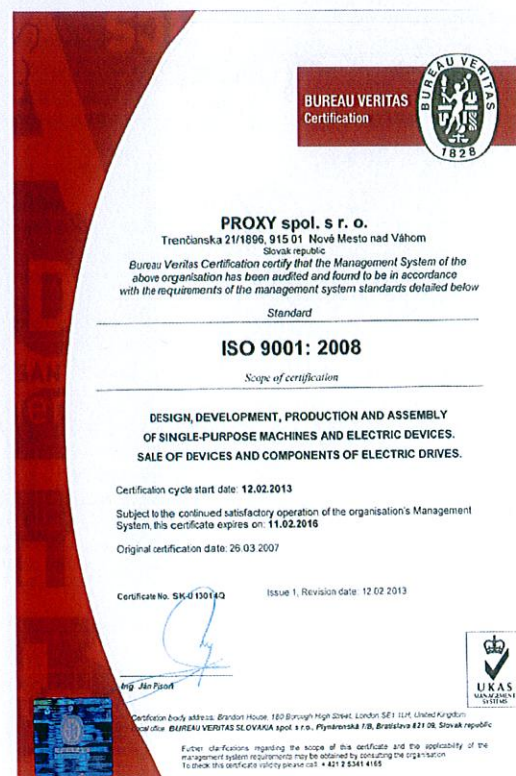 BUREAU VERITAS
Certification
BUREAU VERITAS
1828
PROXY spol. s r. o.
Trenčianska 21/1896, 915 01 Nové Mesto nad Váhom
Slovak republic
Bureau Veritas Certification certify that the Management System of the
above organisation has been audited and found to be in accordance
with the requirements of the management system standards detailed below
Standard
ISO 9001: 2008
Scope of certification
DESIGN, DEVELOPMENT, PRODUCTION AND ASSEMBLY
OF SINGLE-PURPOSE MACHINES AND ELECTRIC DEVICES.
SALE OF DEVICES AND COMPONENTS OF ELECTRIC DRIVES.
Certification cycle start date: 12.02.2013
Subject to the continued satisfactory operation of the organisation's Management
System, this certificate expires on: 11.02.2016
Original certification date: 26.03 2007
Certificate No. SK-U 13014Q
Issue 1, Revision date: 12 02 2013
Ing. Ján
UKAS
MANAGEMENT
SYSTEMS
Certification body address: Brandon House, 180 Borough High Street, London SE1 1LH, United Kingdom
Local office BUREAU VERITAS SLOVAKIA spol. s r.o., Plynárenská 7/B, Bratislava 821 09, Slovak republic
Further clarifications regarding the scope of this certificate and the applicability of the
management system requirements may be obtained by consulting the organisation
To check this certificate validity please call: + 421 2 5341 4165